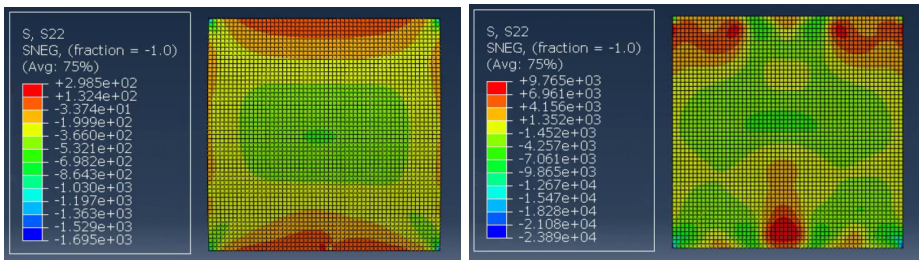 S, S22
SNEG, (fraction = -1.0)
(Avg: 75%)
+2.985e+02
+1.324e+02
-3.374e+01
-1.999e+02
-3.660e+02
-5.321e+02
-6.982e+02
-8.643e+02
-1.030e+03
-1.197e+03
-1.363e+03
-1.529e+03
-1.695e+03
S, S22
SNEG, (fraction = -1.0)
(Avg: 75%)
+9.765e+03
+6.961e+03
+4.156e+03
+1.352e+03
-1.452e+03
-4.257e+03
-7.061e+03
-9.865e+03
-1.267e+04
-1.547e+04
-1.828e+04
-2.108e+04
-2.389e+04